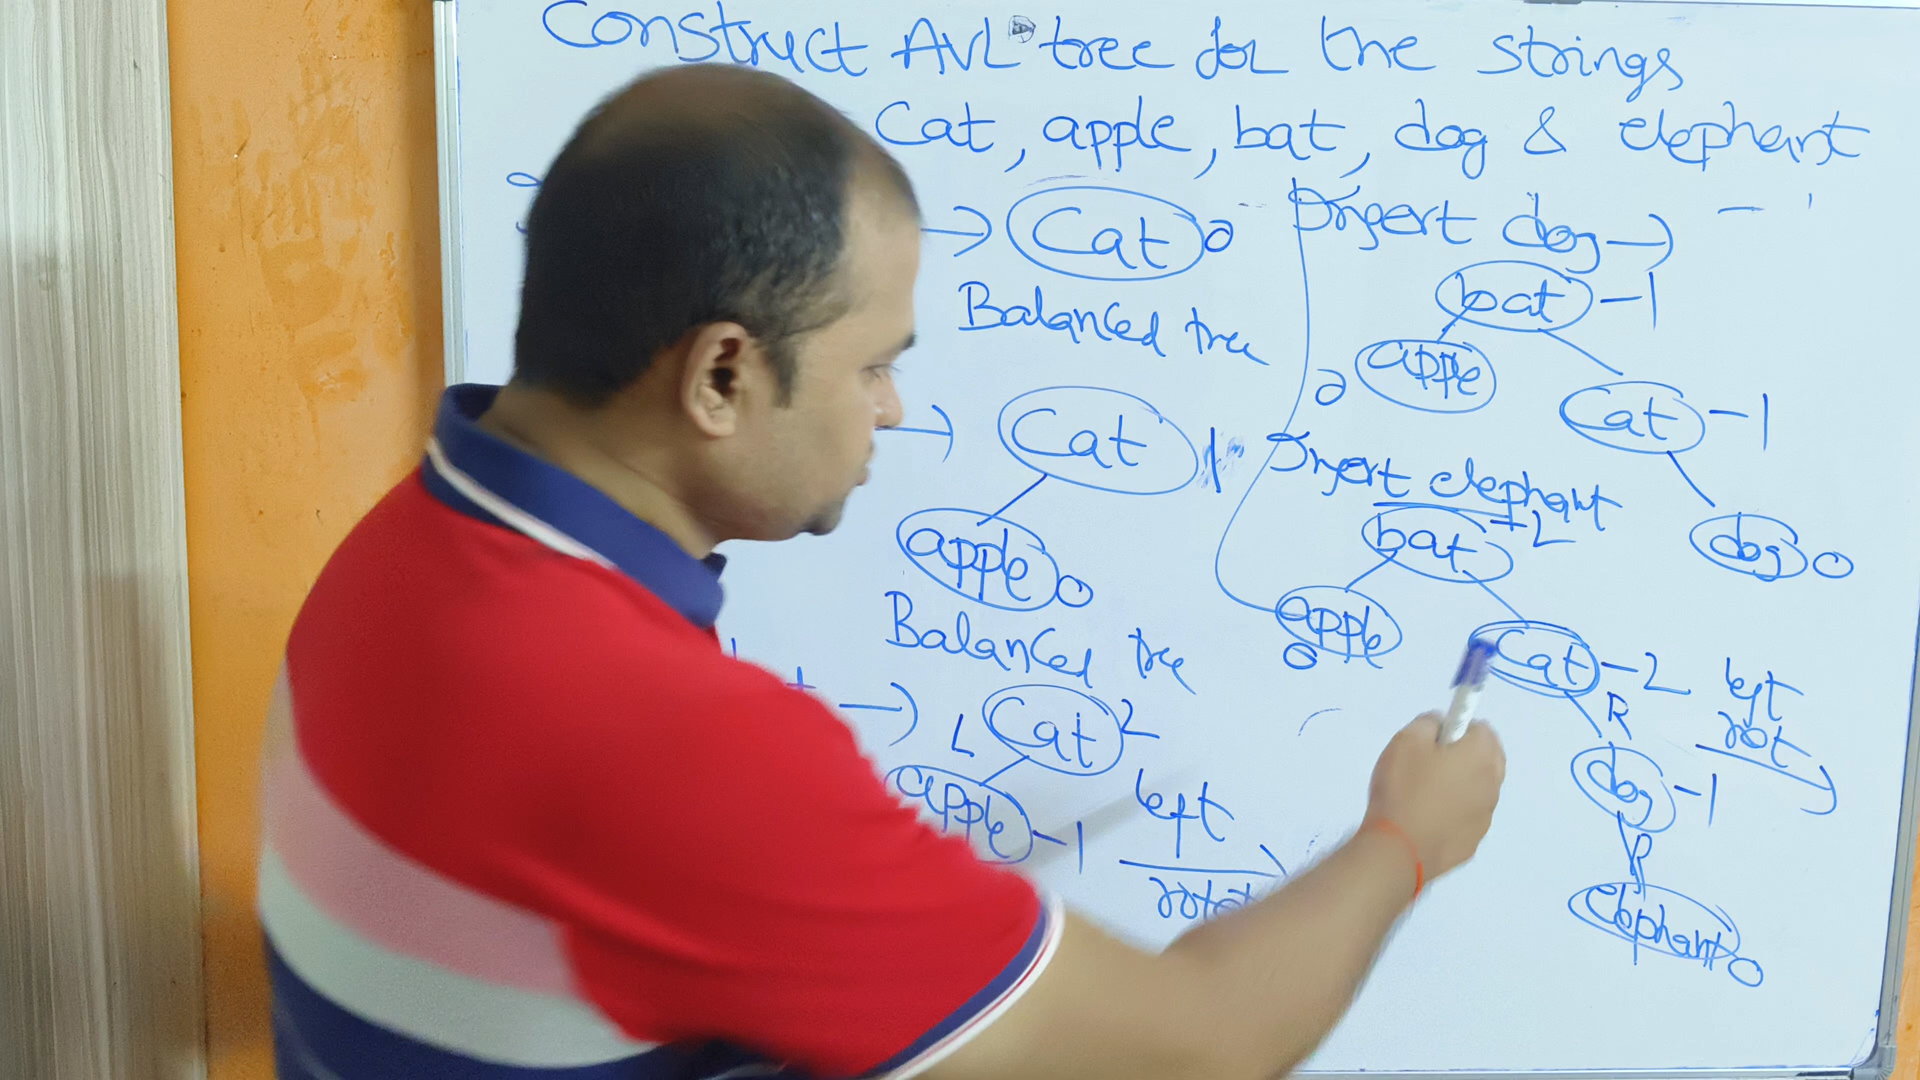 Construct AVL tree for the strings
Cat, apple, bat, dog & elephant
→ Cat 0
Balanced tree
→ Cat 1
apple 0
Balanced tree
→ L Cat 2
apple -1
left
rotat
Insert dog →
bat -1
0 apple
Cat -1
dog 0
Insert elephant
bat -2
apple
0
Cat -2
R
left
rot
dog -1
R
elephant 0